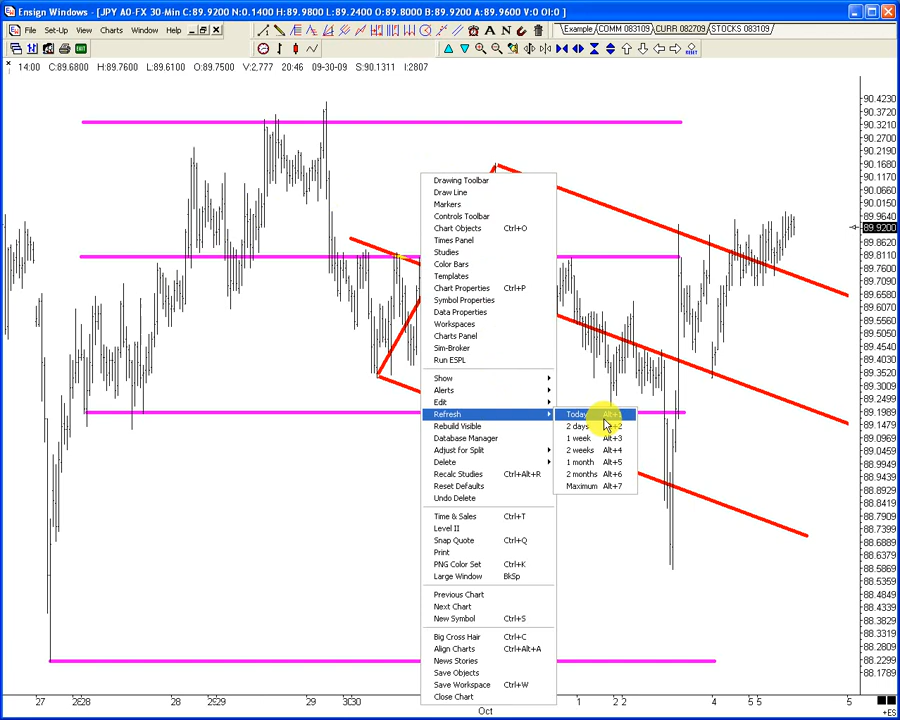 Ensign Windows - [JPY A0-FX 30-Min C:89.9200 N:0.1400 H:89.9800 L:89.2400 O:89.8000 B:89.9200 A:89.9600 V:0 OI:0 ]
File Set-Up View Charts Window Help
Example COMM 083109 CURR 082709 STOCKS 083109
EXIT
RESET
14:00 C:89.6800 H:89.7600 L:89.6100 O:89.7500 V:2,777 20:46 09-30-09 S:90.1311 I:2807
90.4230
90.3210
90.2700
90.2190
90.1680
90.1170
90.0660
90.0150
89.9640
89.9200
89.8620
89.8110
89.7600
89.7090
89.6580
89.6070
89.5560
89.5050
89.4540
89.4030
89.3520
89.3009
89.2499
89.1989
89.1479
89.0969
89.0459
88.9949
88.9439
88.8929
88.8419
88.7909
88.7399
88.6889
88.6379
88.5869
88.5359
88.4849
88.4339
88.3829
88.3319
88.2809
88.2299
88.1789
Drawing Toolbar
Draw Line
Markers
Controls Toolbar
Chart Objects Ctrl+O
Times Panel
Studies
Color Bars
Templates
Chart Properties Ctrl+P
Symbol Properties
Data Properties
Workspaces
Charts Panel
Sim-Broker
Run ESPL
Show
Alerts
Edit
Refresh
Rebuild Visible
Database Manager
Adjust for Split
Delete
Recalc Studies Ctrl+Alt+R
Reset Defaults
Undo Delete
Time & Sales Ctrl+T
Level II
Snap Quote Ctrl+Q
Print
PNG Color Set Ctrl+K
Large Window BkSp
Previous Chart
Next Chart
New Symbol Ctrl+S
Big Cross Hair Ctrl+C
Align Charts Ctrl+Alt+A
News Stories
Save Objects
Save Workspace Ctrl+W
Close Chart
Today Alt+1
2 days Alt+2
1 week Alt+3
2 weeks Alt+4
1 month Alt+5
2 months Alt+6
Maximum Alt+7
27 28 28 29 29 1 2 2 4 5 5 5
Oct
+ES